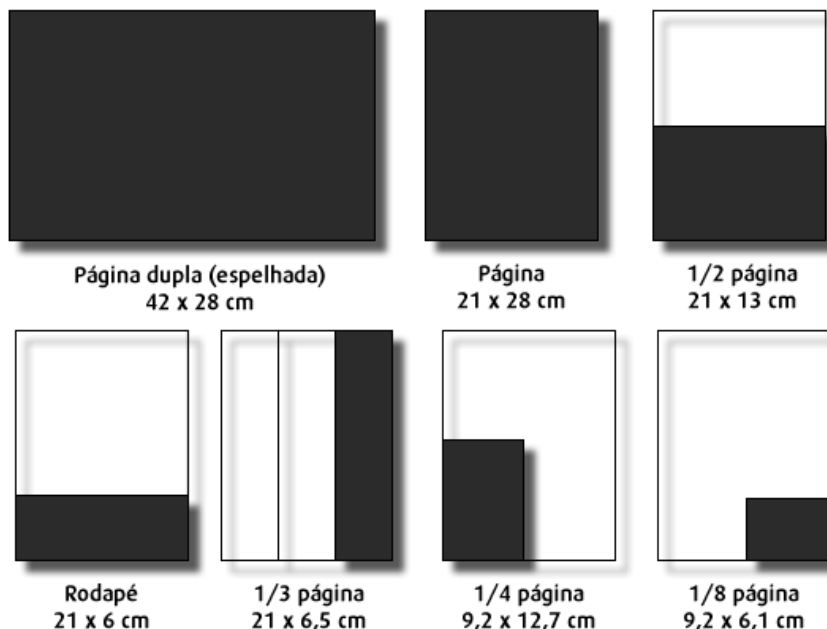 Página dupla (espelhada)
42 x 28 cm
Página
21 x 28 cm
1/2 página
21 x 13 cm
Rodapé
21 x 6 cm
1/3 página
21 x 6,5 cm
1/4 página
9,2 x 12,7 cm
1/8 página
9,2 x 6,1 cm